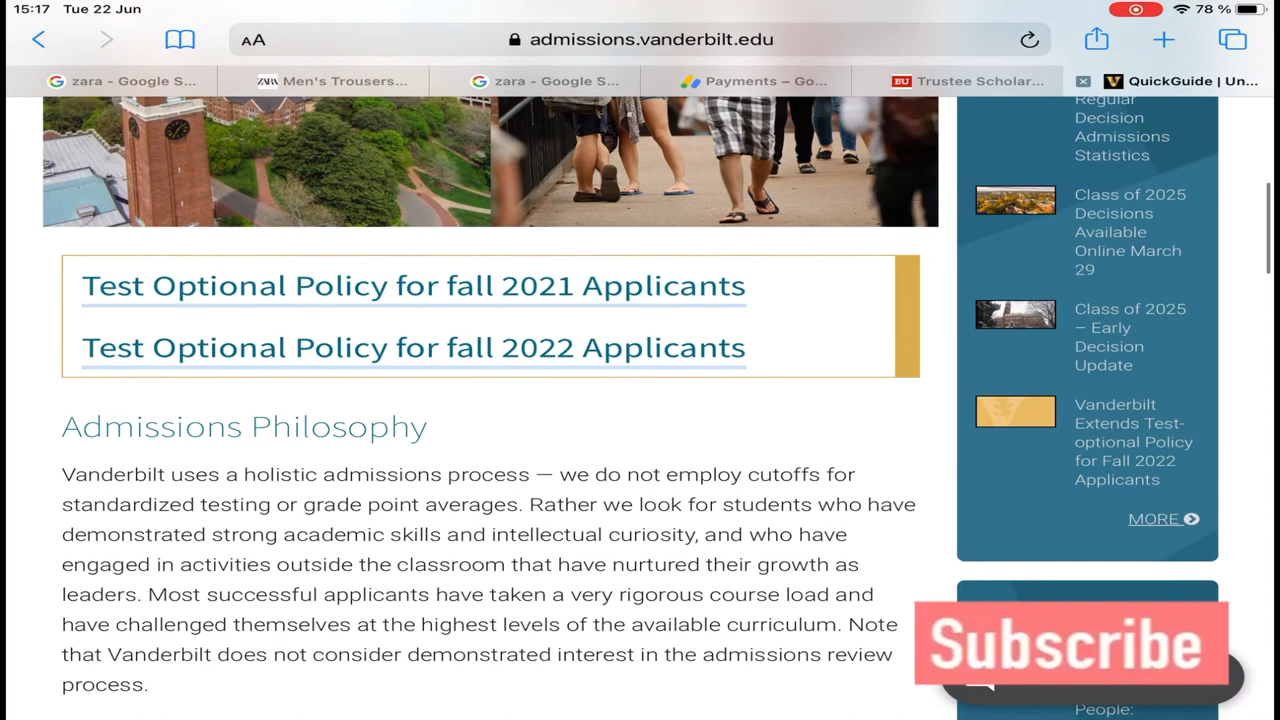 15:17 Tue 22 Jun
78 %
AA
admissions.vanderbilt.edu
zara - Google S...
ZARA Men's Trousers...
zara - Google S...
Payments – Go...
BU Trustee Scholar...
QuickGuide | Un...
Test Optional Policy for fall 2021 Applicants
Test Optional Policy for fall 2022 Applicants
Admissions Philosophy
Vanderbilt uses a holistic admissions process — we do not employ cutoffs for
standardized testing or grade point averages. Rather we look for students who have
demonstrated strong academic skills and intellectual curiosity, and who have
engaged in activities outside the classroom that have nurtured their growth as
leaders. Most successful applicants have taken a very rigorous course load and
have challenged themselves at the highest levels of the available curriculum. Note
that Vanderbilt does not consider demonstrated interest in the admissions review
process.
Regular
Decision
Admissions
Statistics
Class of 2025
Decisions
Available
Online March
29
Class of 2025
– Early
Decision
Update
Vanderbilt
Extends Test-
optional Policy
for Fall 2022
Applicants
MORE
Subscribe
People: